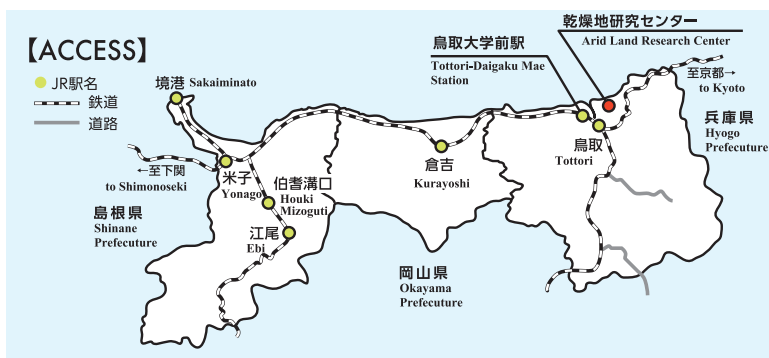 【ACCESS】
JR駅名
鉄道
道路
境港 Sakaiminato
鳥取大学前駅
Tottori-Daigaku Mae
Station
乾燥地研究センター
Arid Land Research Center
至京都→
to Kyoto
兵庫県
Hyogo
Prefecture
鳥取
Tottori
倉吉
Kurayoshi
←至下関
to Shimonoseki
米子
Yonago
伯耆溝口
Houki
Mizoguti
江尾
Ebi
島根県
Shinane
Prefecuture
岡山県
Okayama
Prefecuture